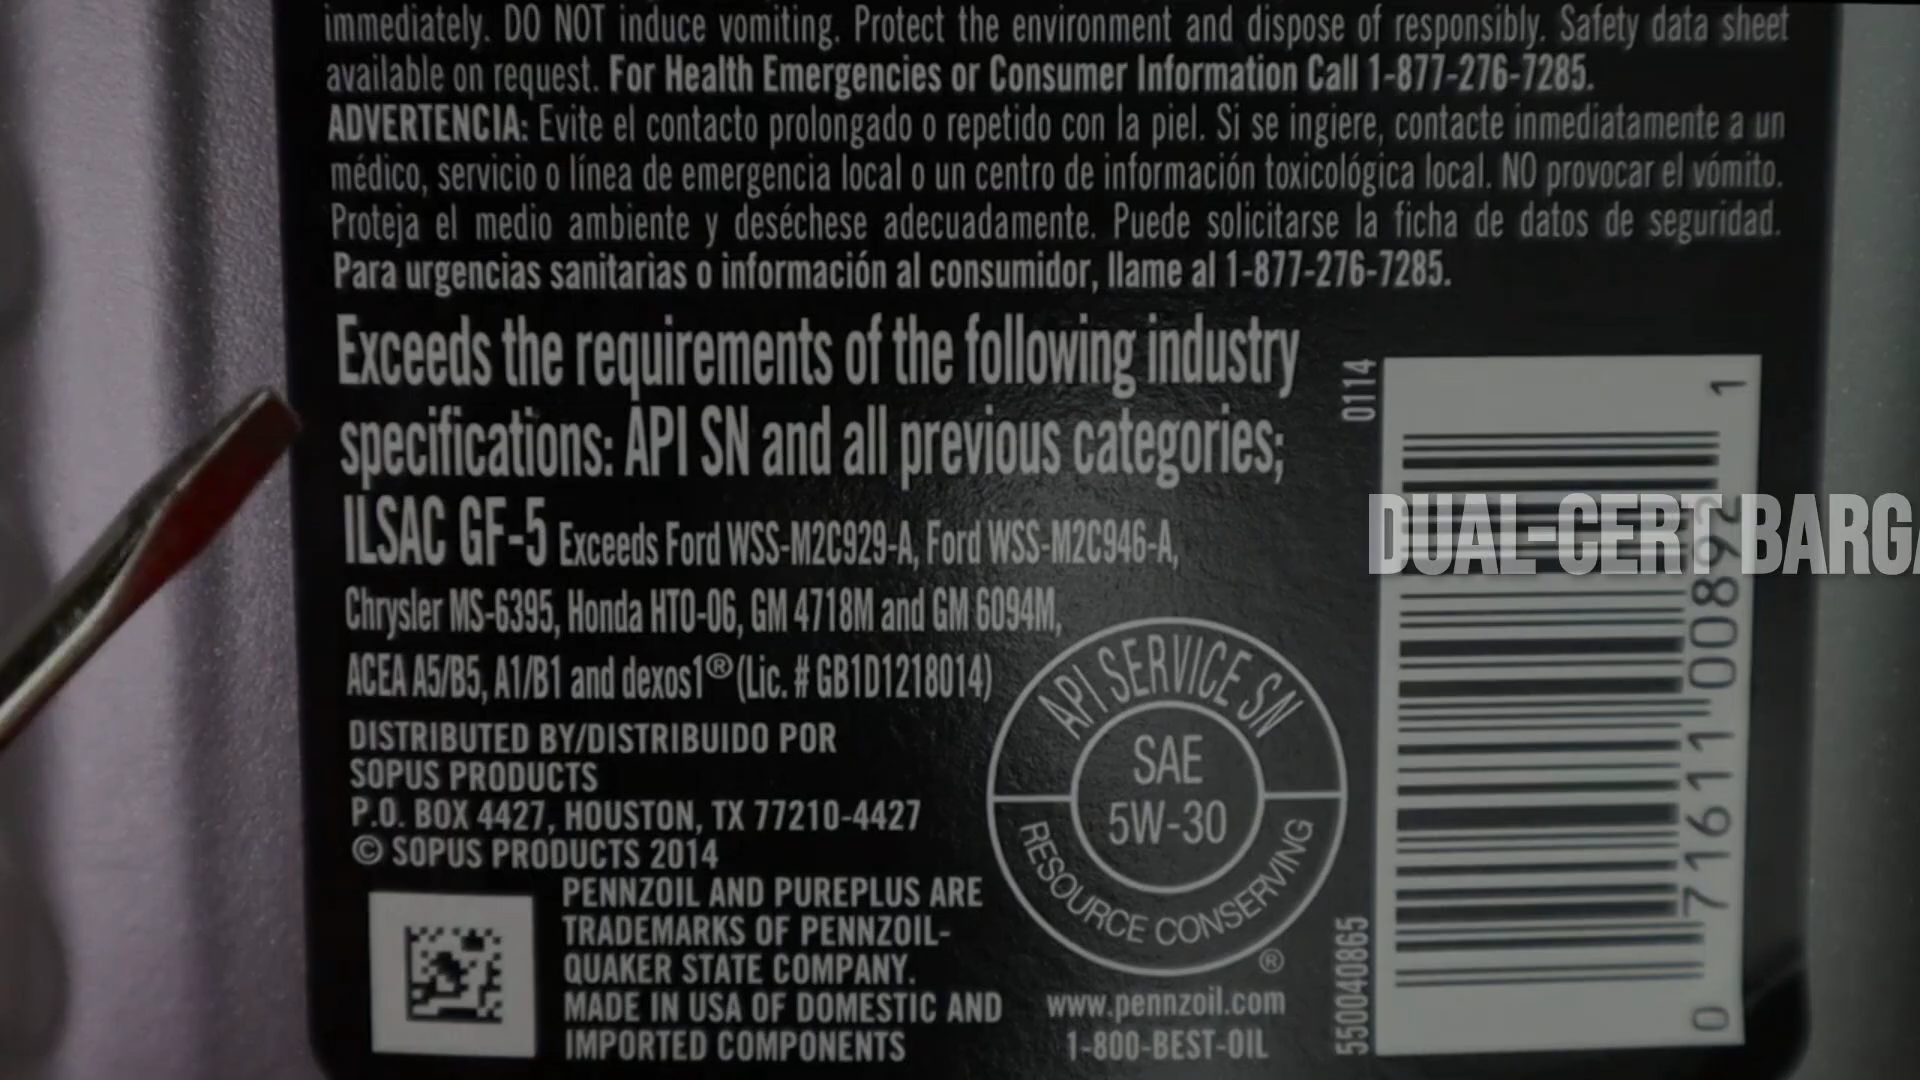 immediately. DO NOT induce vomiting. Protect the environment and dispose of responsibly. Safety data sheet
available on request. For Health Emergencies or Consumer Information Call 1-877-276-7285.
ADVERTENCIA: Evite el contacto prolongado o repetido con la piel. Si se ingiere, contacte inmediatamente a un
médico, servicio o línea de emergencia local o un centro de información toxicológica local. NO provocar el vómito.
Proteja el medio ambiente y deséchese adecuadamente. Puede solicitarse la ficha de datos de seguridad.
Para urgencias sanitarias o información al consumidor, llame al 1-877-276-7285.
Exceeds the requirements of the following industry
specifications: API SN and all previous categories;
ILSAC GF-5 Exceeds Ford WSS-M2C929-A, Ford WSS-M2C946-A,
Chrysler MS-6395, Honda HTO-06, GM 4718M and GM 6094M,
ACEA A5/B5, A1/B1 and dexos1® (Lic. # GB1D1218014)
DISTRIBUTED BY/DISTRIBUIDO POR
SOPUS PRODUCTS
P.O. BOX 4427, HOUSTON, TX 77210-4427
© SOPUS PRODUCTS 2014
PENNZOIL AND PUREPLUS ARE
TRADEMARKS OF PENNZOIL-
QUAKER STATE COMPANY.
MADE IN USA OF DOMESTIC AND
IMPORTED COMPONENTS
API SERVICE SN
SAE
5W-30
RESOURCE CONSERVING
®
www.pennzoil.com
1-800-BEST-OIL
0114
550040865
0 71611 00892 1
DUAL-CERT